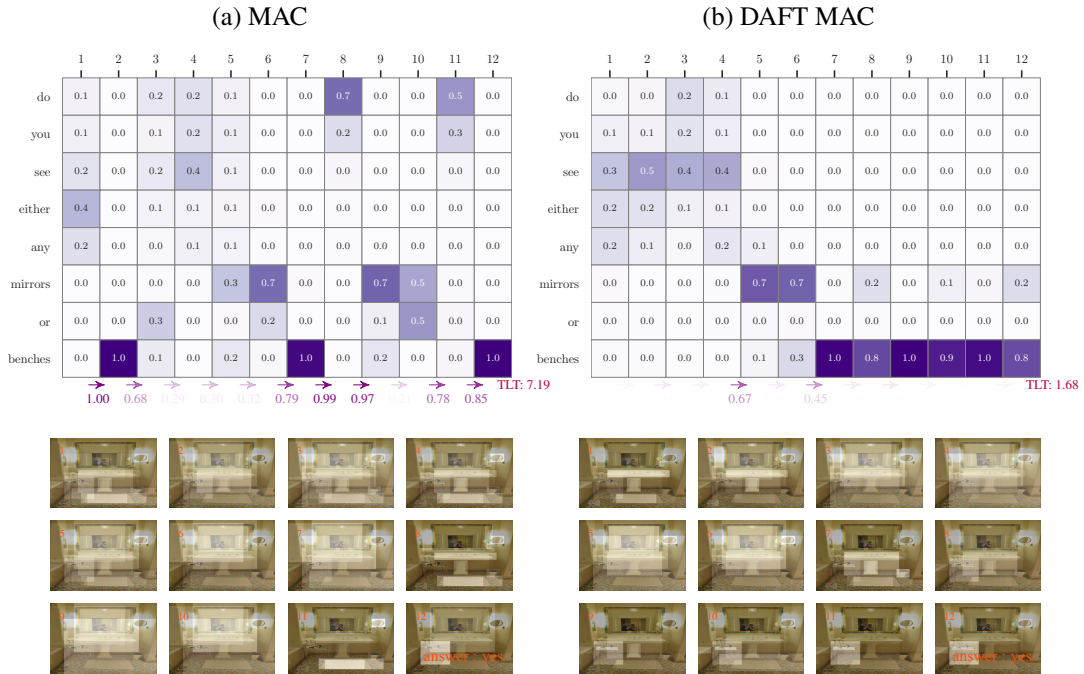 (a) MAC
1 2 3 4 5 6 7 8 9 10 11 12
do 0.1 0.0 0.2 0.2 0.1 0.0 0.0 0.7 0.0 0.0 0.5 0.0
you 0.1 0.0 0.1 0.2 0.1 0.0 0.0 0.2 0.0 0.0 0.3 0.0
see 0.2 0.0 0.2 0.4 0.1 0.0 0.0 0.0 0.0 0.0 0.0 0.0
either 0.4 0.0 0.1 0.1 0.1 0.0 0.0 0.0 0.0 0.0 0.0 0.0
any 0.2 0.0 0.0 0.1 0.1 0.0 0.0 0.0 0.0 0.0 0.0 0.0
mirrors 0.0 0.0 0.0 0.0 0.3 0.7 0.0 0.0 0.7 0.5 0.0 0.0
or 0.0 0.0 0.3 0.0 0.0 0.2 0.0 0.0 0.1 0.5 0.0 0.0
benches 0.0 1.0 0.1 0.0 0.2 0.0 1.0 0.0 0.2 0.0 0.0 1.0
TLT: 7.19
1.00 0.68 0.29 0.30 0.32 0.79 0.99 0.97 0.21 0.78 0.85
1 2 3 4
5 6 7 8
9 10 11 12
answer : yes
(b) DAFT MAC
1 2 3 4 5 6 7 8 9 10 11 12
do 0.0 0.0 0.2 0.1 0.0 0.0 0.0 0.0 0.0 0.0 0.0 0.0
you 0.1 0.1 0.2 0.1 0.0 0.0 0.0 0.0 0.0 0.0 0.0 0.0
see 0.3 0.5 0.4 0.4 0.0 0.0 0.0 0.0 0.0 0.0 0.0 0.0
either 0.2 0.2 0.1 0.1 0.0 0.0 0.0 0.0 0.0 0.0 0.0 0.0
any 0.2 0.1 0.0 0.2 0.1 0.0 0.0 0.0 0.0 0.0 0.0 0.0
mirrors 0.0 0.0 0.0 0.0 0.7 0.7 0.0 0.2 0.0 0.1 0.0 0.2
or 0.0 0.0 0.0 0.0 0.0 0.0 0.0 0.0 0.0 0.0 0.0 0.0
benches 0.0 0.0 0.0 0.0 0.1 0.3 1.0 0.8 1.0 0.9 1.0 0.8
TLT: 1.68
0.67 0.45
1 2 3 4
5 6 7 8
9 10 11 12
answer : yes